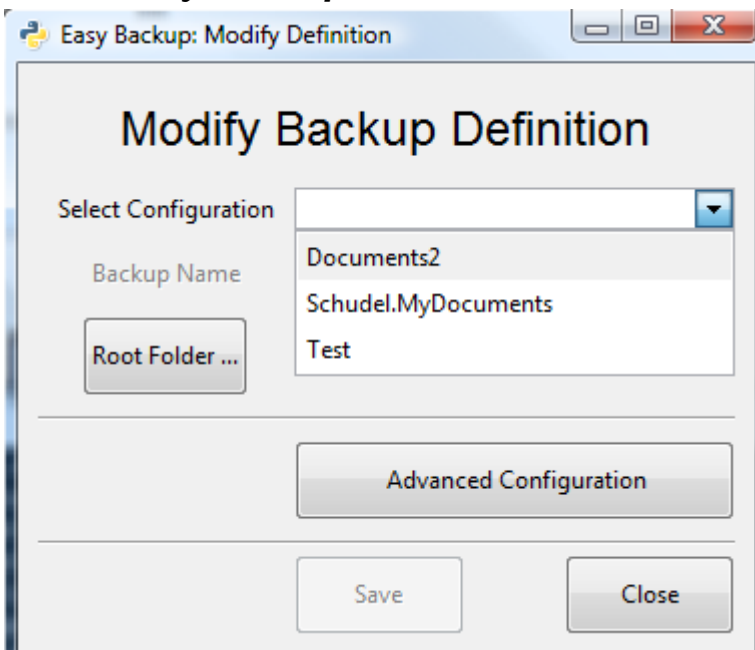 Easy Backup: Modify Definition
Modify Backup Definition
Select Configuration
Documents2
Backup Name
Schudel.MyDocuments
Root Folder ...
Test
Advanced Configuration
Save Close